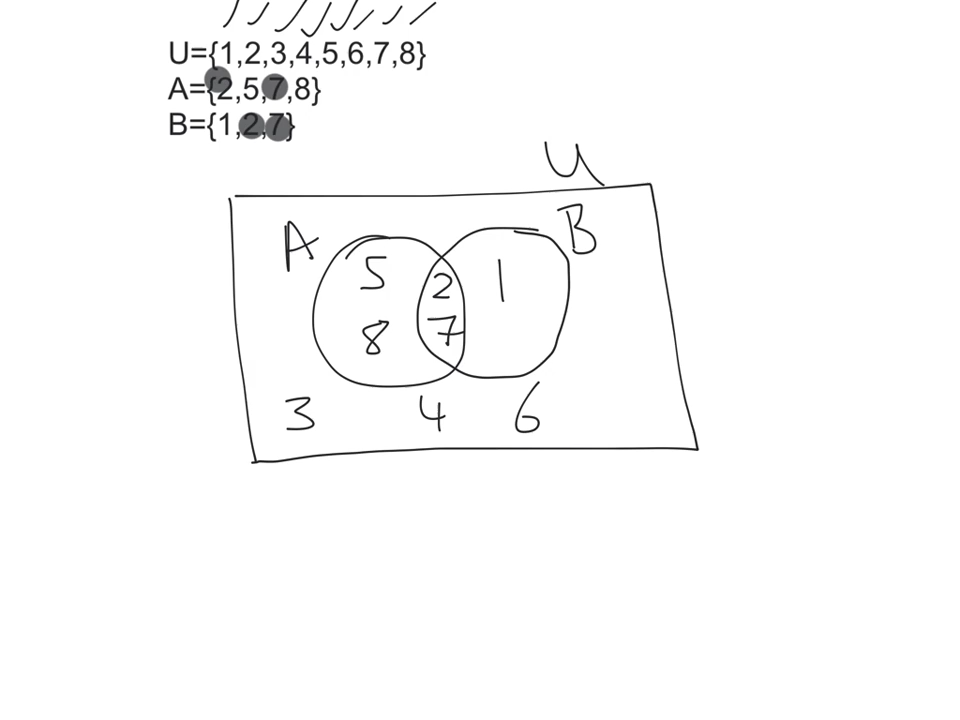 U={1,2,3,4,5,6,7,8}
A={2,5,7,8}
B={1,2,7}
U
A B
5 2 1
8 7
3 4 6